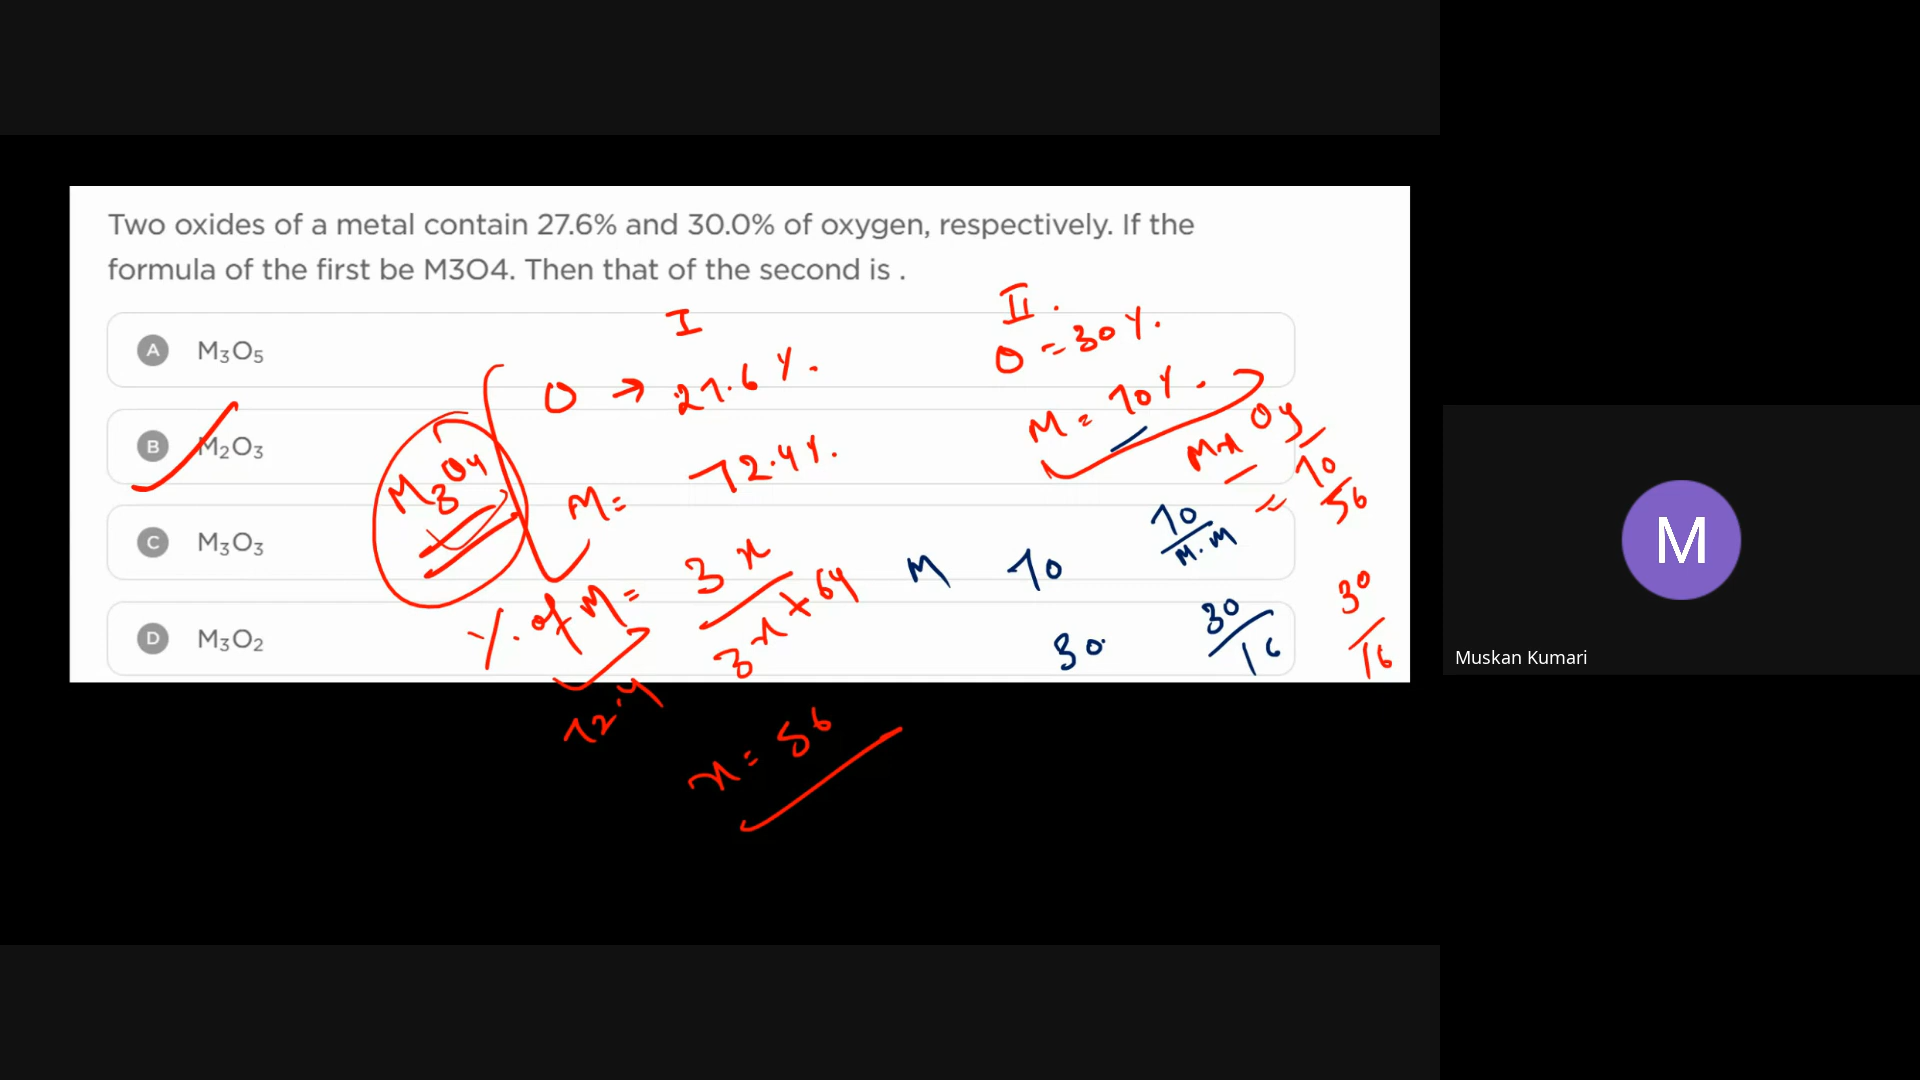 Two oxides of a metal contain 27.6% and 30.0% of oxygen, respectively. If the
formula of the first be M3O4. Then that of the second is .
I
II.
O = 30%.
A M₃O₅
O → 27.6%.
M = 70%.
B M₂O₃
MxOy
M₃O₄
M = 72.4%.
70/56
C M₃O₃
70/M.M =
%. of M = 3x/3x+64
M 70
72.4
D M₃O₂
30 30/16
30/16
x = 56
M
Muskan Kumari